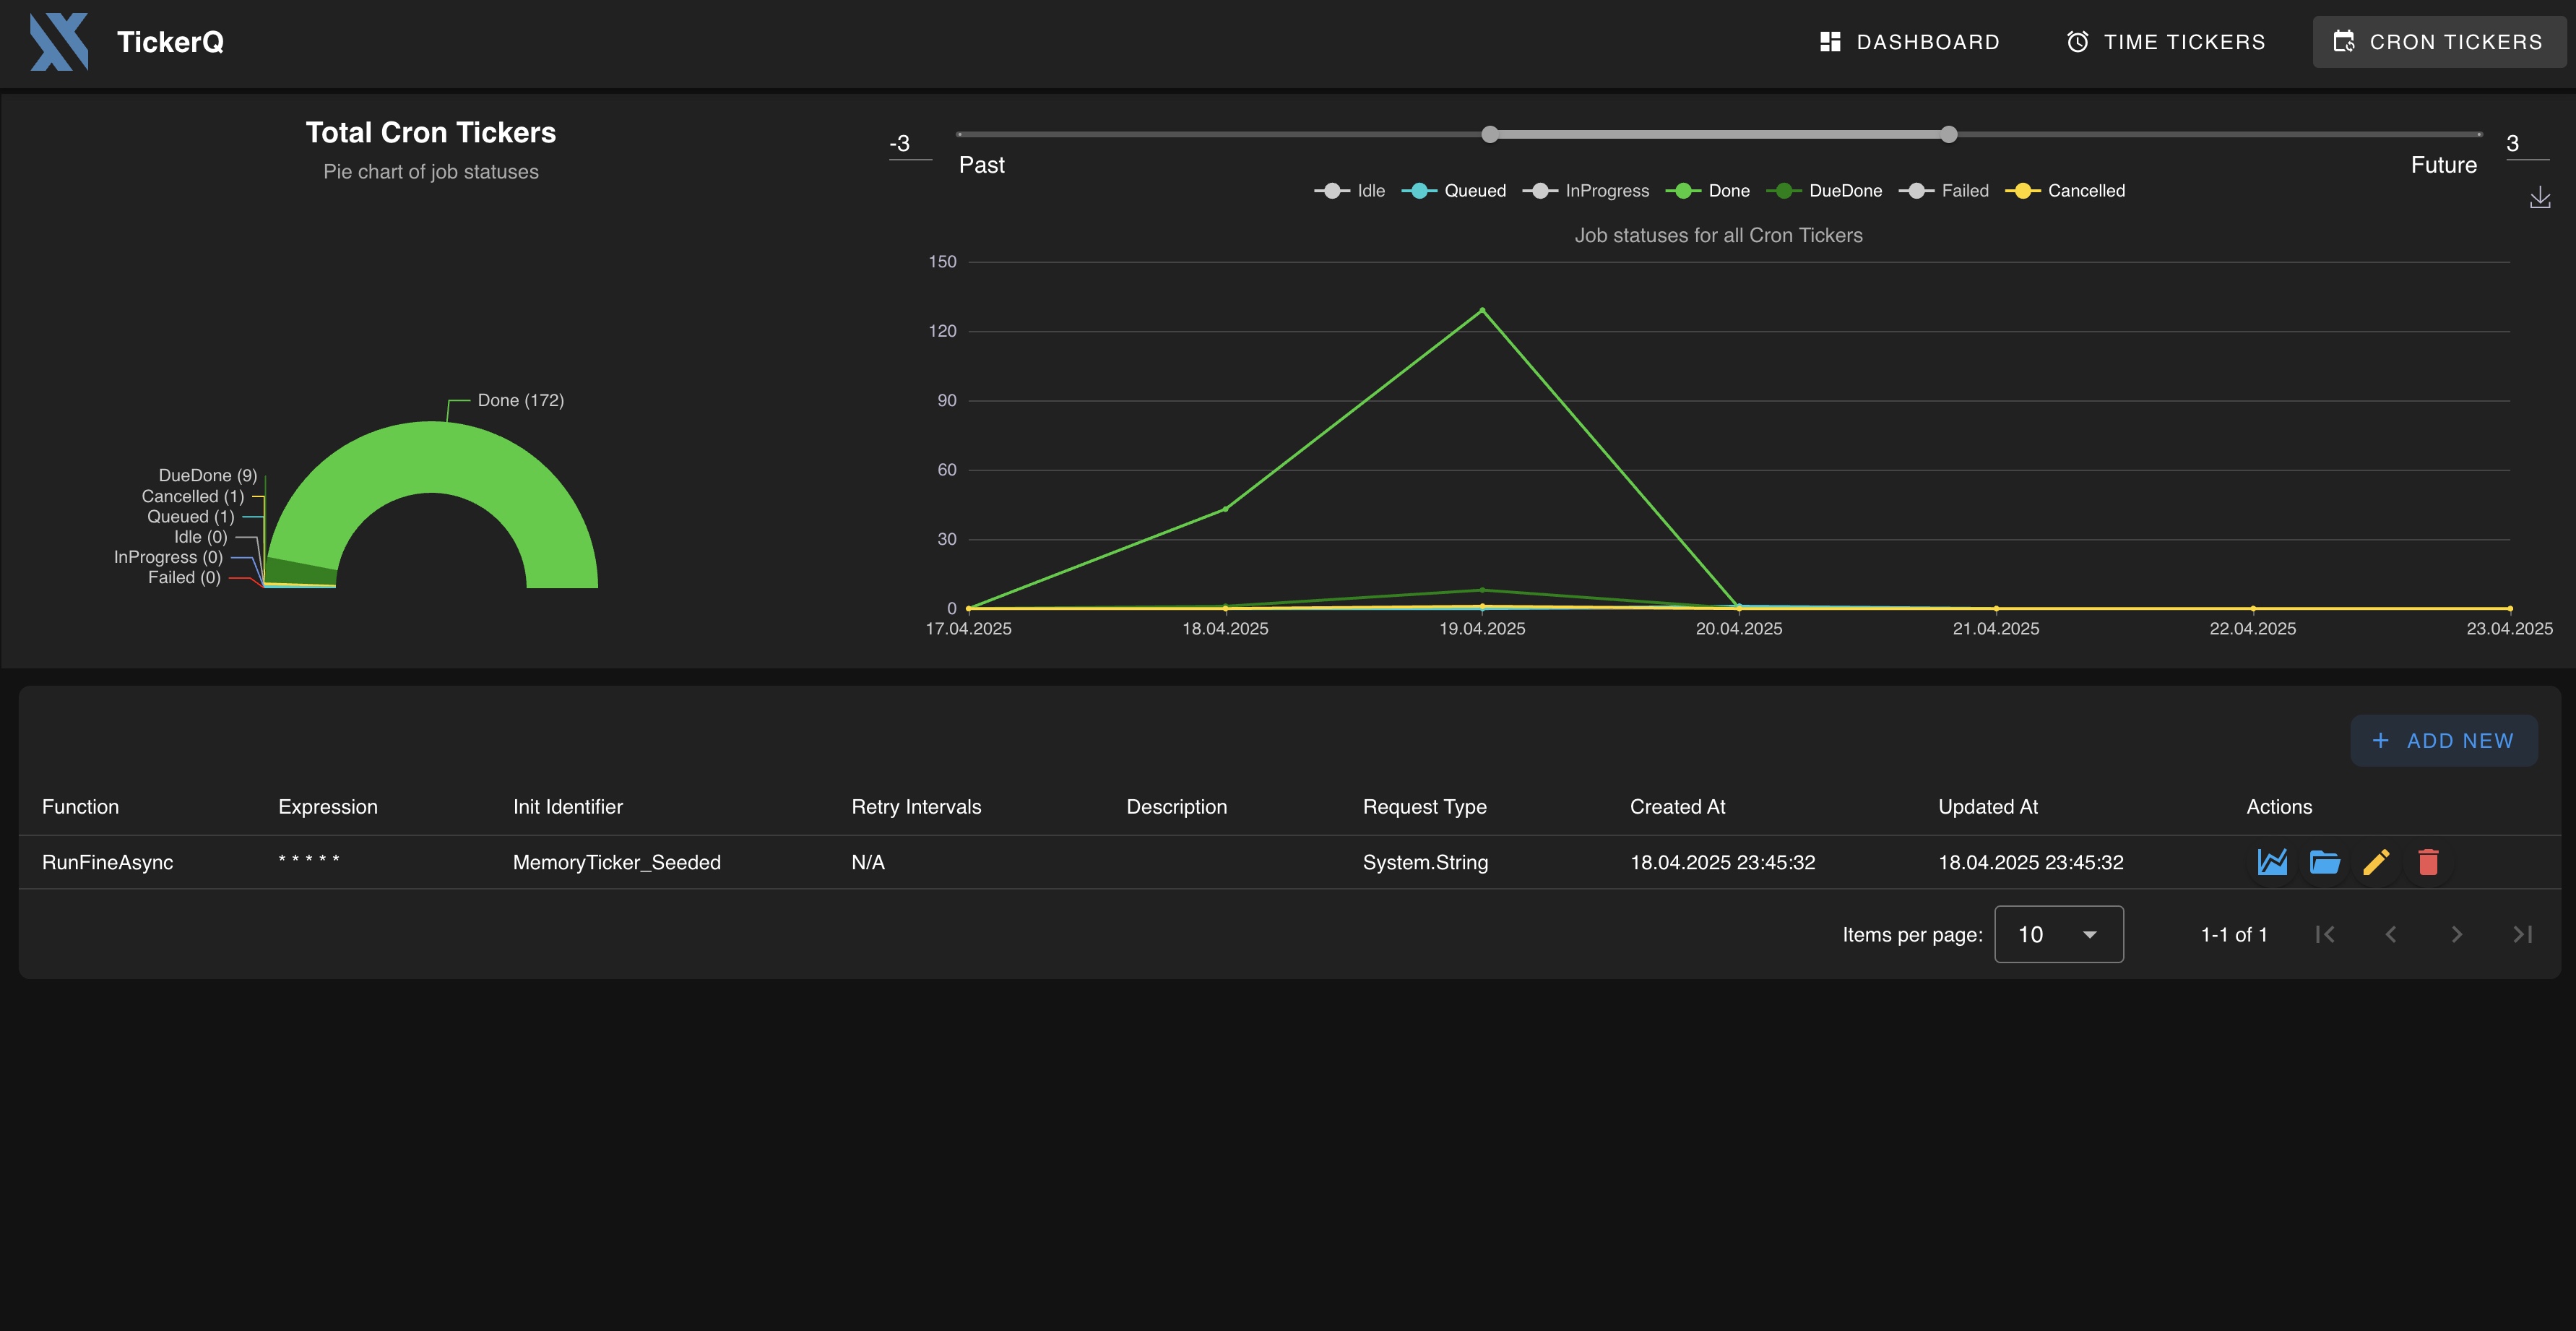 TickerQ
DASHBOARD
TIME TICKERS
CRON TICKERS
Total Cron Tickers
Pie chart of job statuses
Done (172)
DueDone (9)
Cancelled (1)
Queued (1)
Idle (0)
InProgress (0)
Failed (0)
-3
3
Past
Future
Idle Queued InProgress Done DueDone Failed Cancelled
Job statuses for all Cron Tickers
150
120
90
60
30
0
17.04.2025 18.04.2025 19.04.2025 20.04.2025 21.04.2025 22.04.2025 23.04.2025
+ ADD NEW
Function Expression Init Identifier Retry Intervals Description Request Type Created At Updated At Actions
RunFineAsync * * * * * MemoryTicker_Seeded N/A System.String 18.04.2025 23:45:32 18.04.2025 23:45:32
Items per page: 10 1-1 of 1